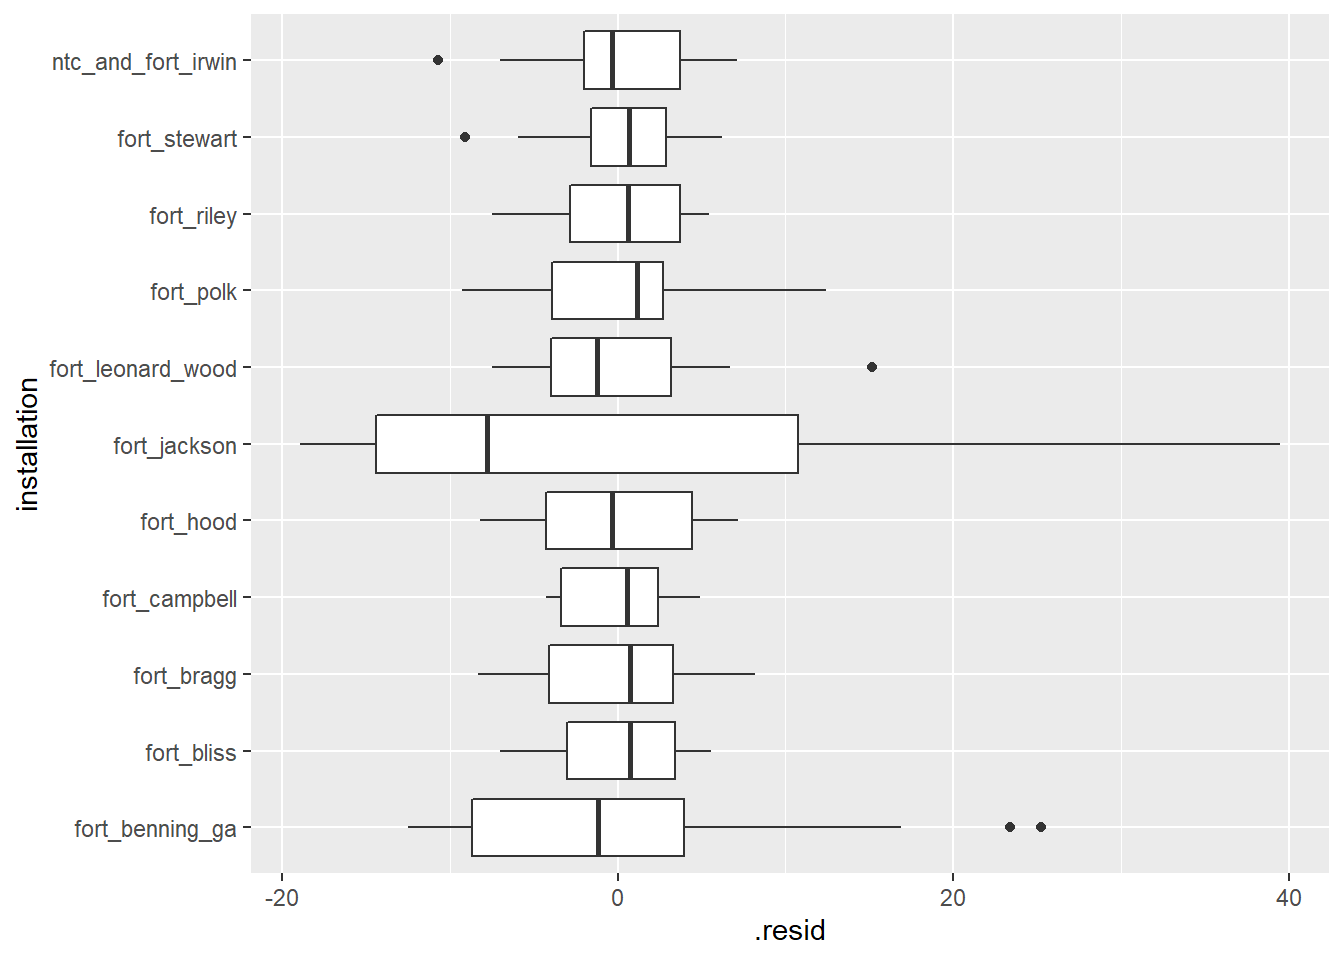 ntc_and_fort_irwin
fort_stewart
fort_riley
fort_polk
fort_leonard_wood
fort_jackson
fort_hood
fort_campbell
fort_bragg
fort_bliss
fort_benning_ga
installation
-20 0 20 40
.resid